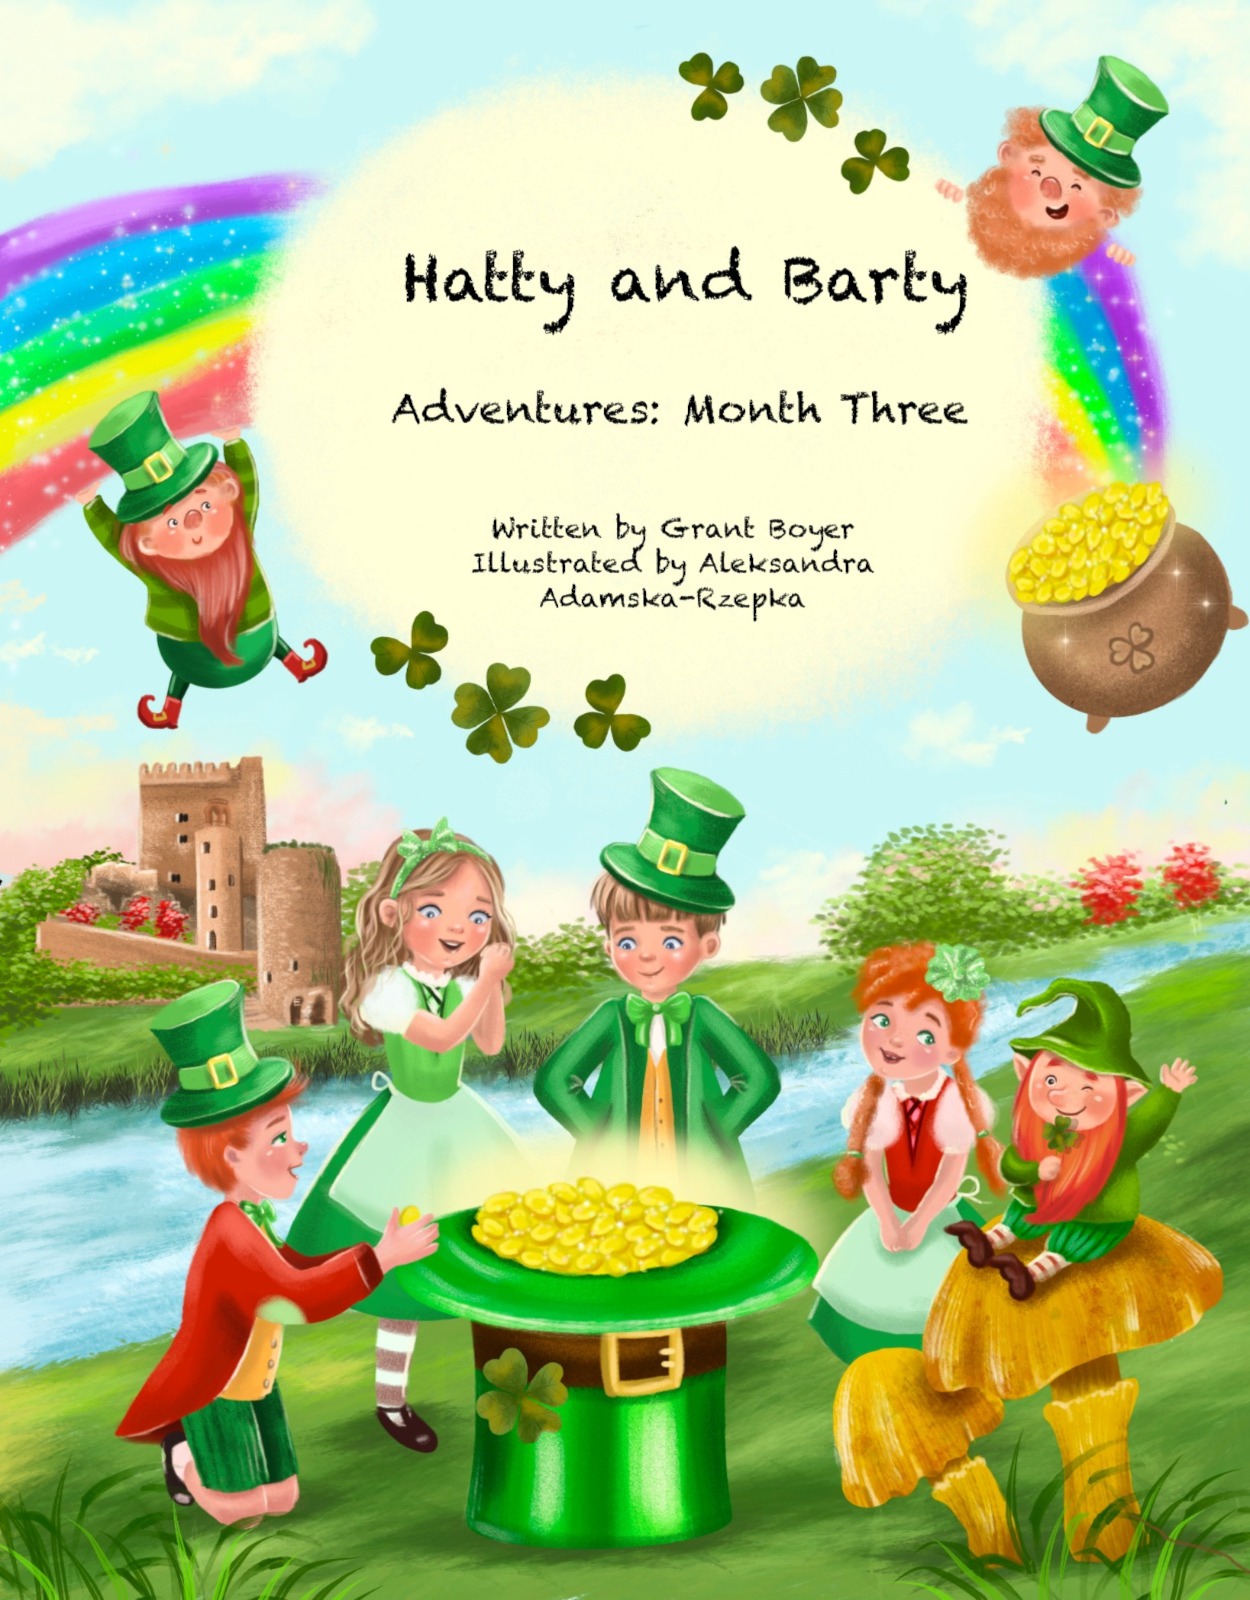 Hatty and Barty
Adventures: Month Three
Written by Grant Boyer
Illustrated by Aleksandra
Adamska-Rzepka